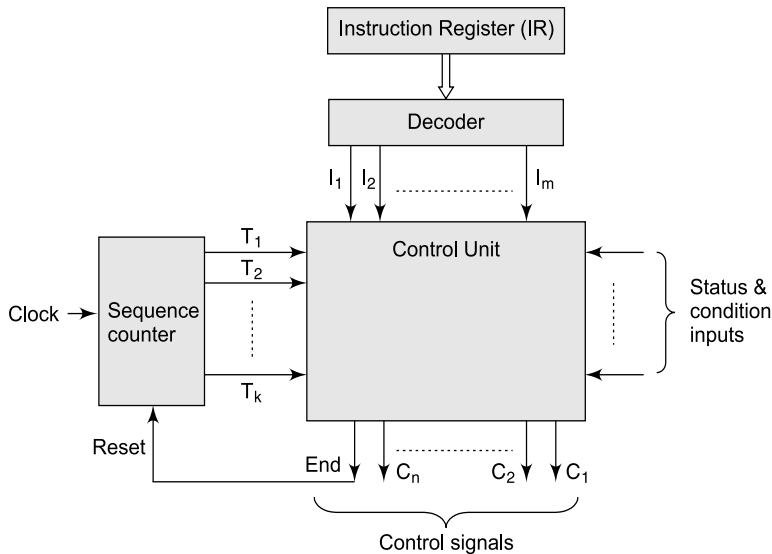 Instruction Register (IR)
Decoder
I1 I2 Im
Control Unit
T1
T2
Tk
Clock
Sequence
counter
Status &
condition
inputs
Reset
End
Cn C2 C1
Control signals